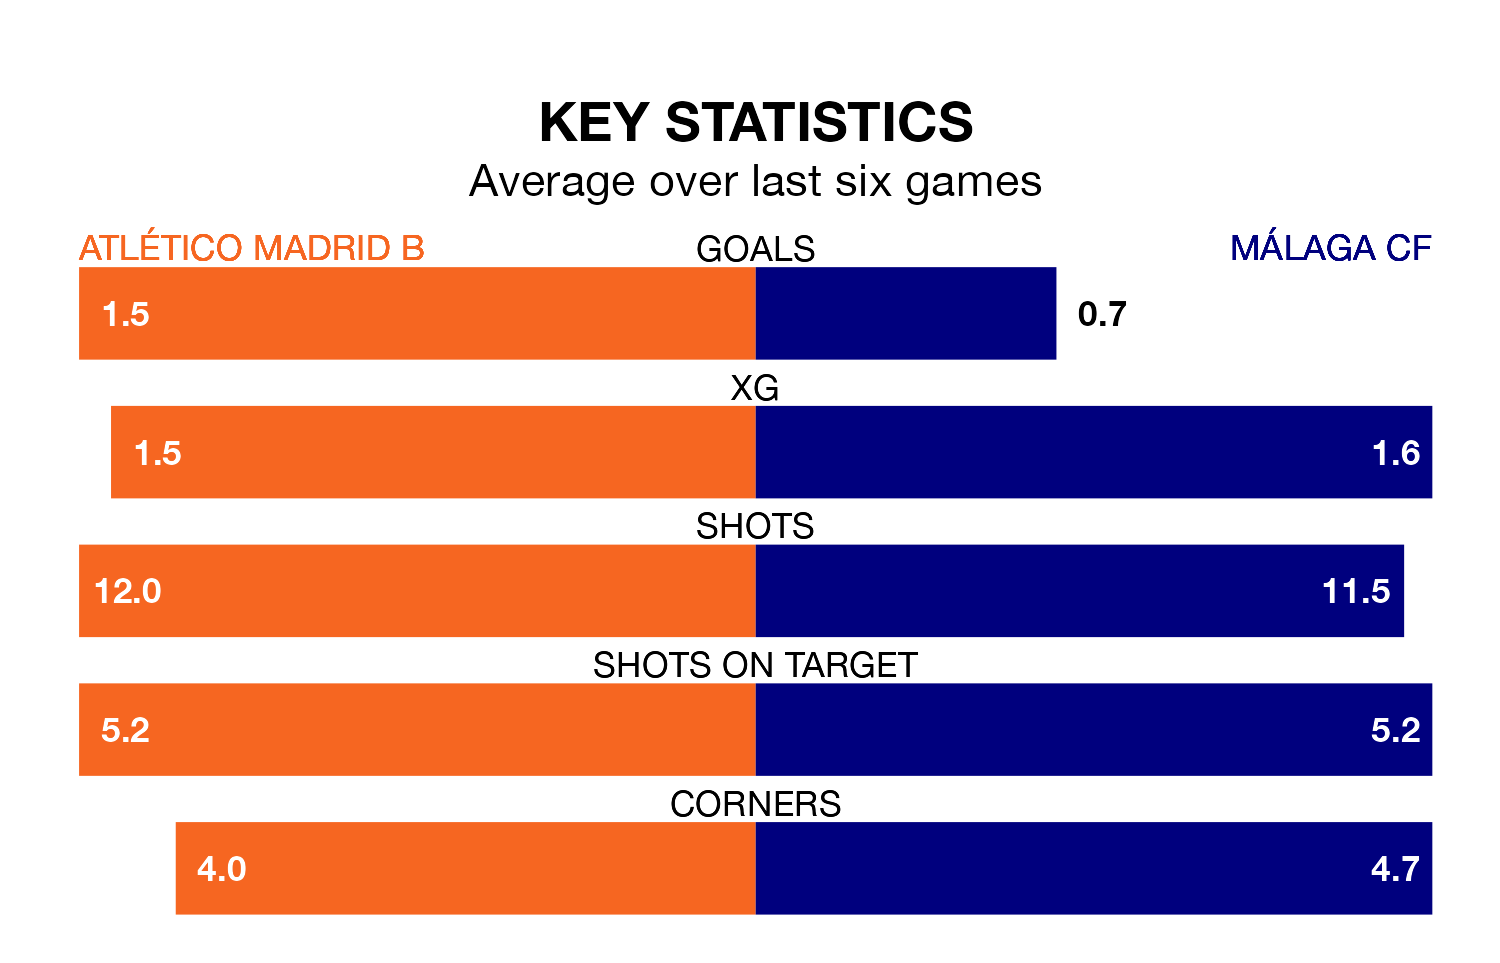 KEY STATISTICS
Average over last six games
ATLÉTICO MADRID B GOALS MÁLAGA CF
1.5 0.7
XG
1.5 1.6
SHOTS
12.0 11.5
SHOTS ON TARGET
5.2 5.2
CORNERS
4.0 4.7